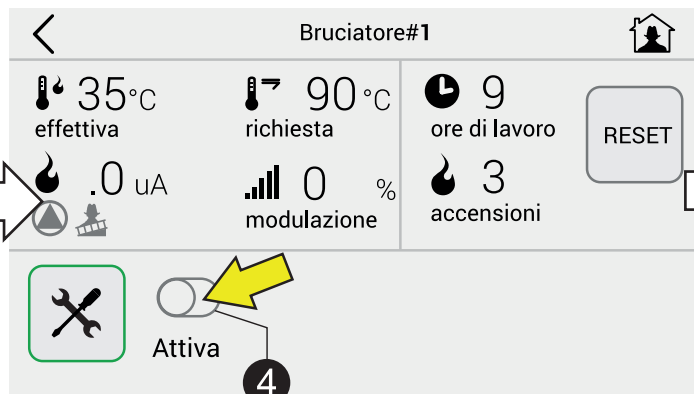 Bruciatore#1
35°C
effettiva
90°C
richiesta
9
ore di lavoro
RESET
.0 uA
0 %
modulazione
3
accensioni
Attiva
4